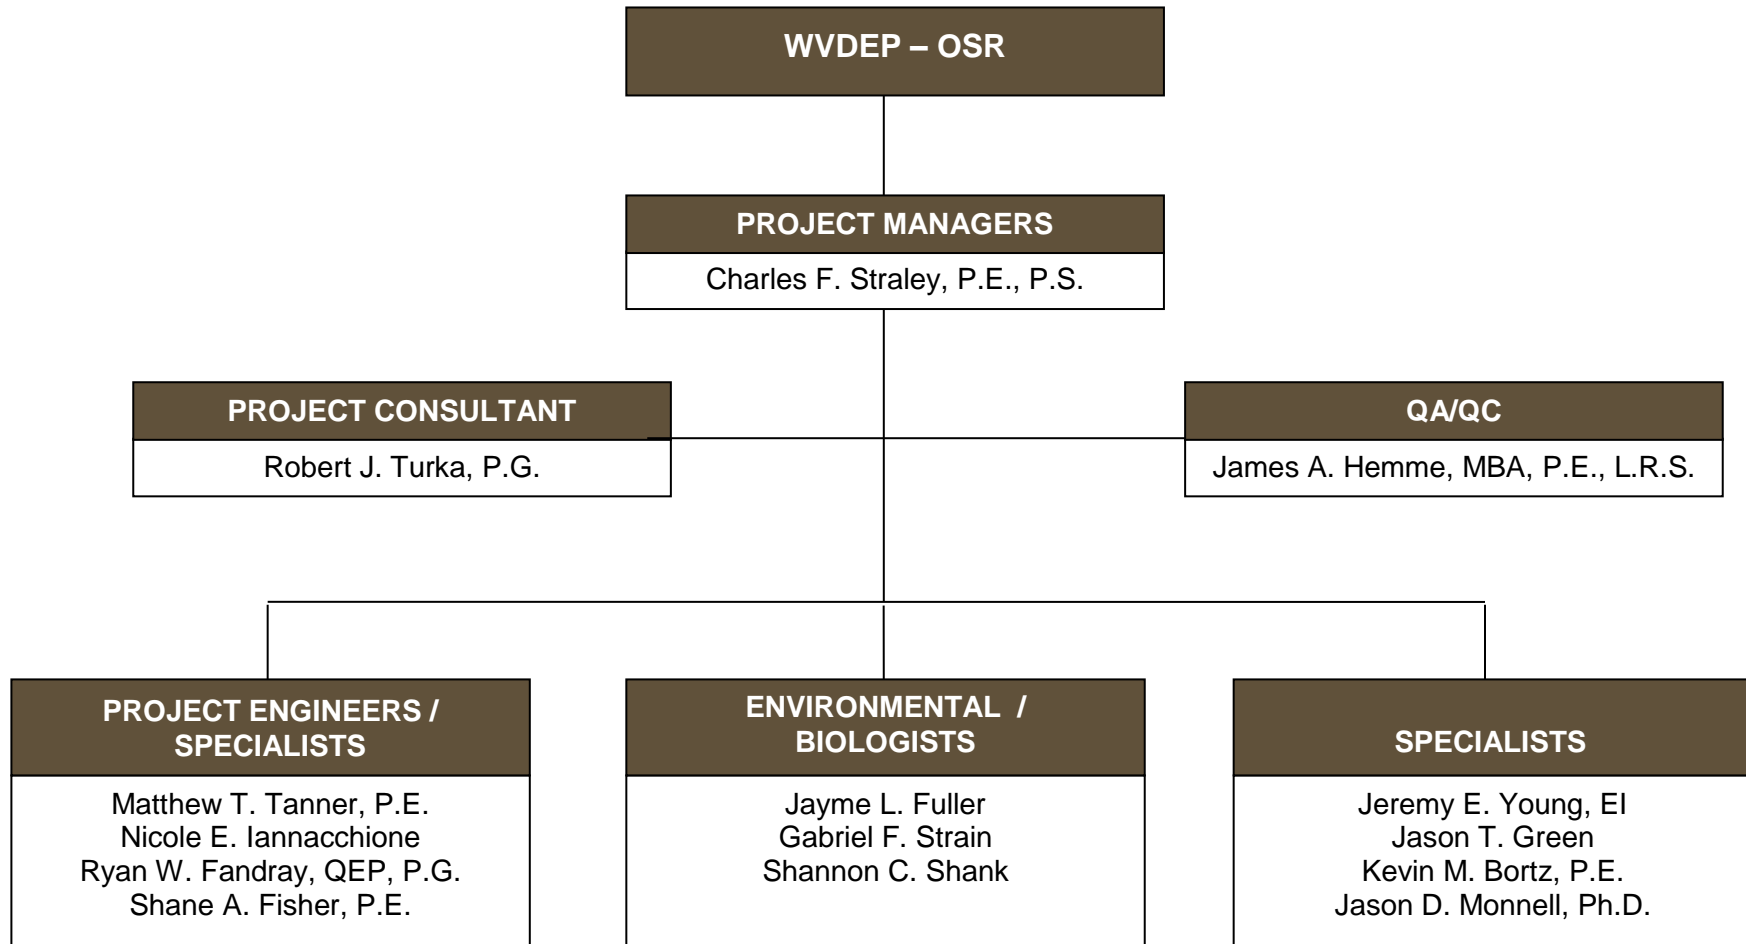 WVDEP – OSR
PROJECT MANAGERS
Charles F. Straley, P.E., P.S.
PROJECT CONSULTANT
Robert J. Turka, P.G.
QA/QC
James A. Hemme, MBA, P.E., L.R.S.
PROJECT ENGINEERS /
SPECIALISTS
Matthew T. Tanner, P.E.
Nicole E. Iannacchione
Ryan W. Fandray, QEP, P.G.
Shane A. Fisher, P.E.
ENVIRONMENTAL /
BIOLOGISTS
Jayme L. Fuller
Gabriel F. Strain
Shannon C. Shank
SPECIALISTS
Jeremy E. Young, EI
Jason T. Green
Kevin M. Bortz, P.E.
Jason D. Monnell, Ph.D.